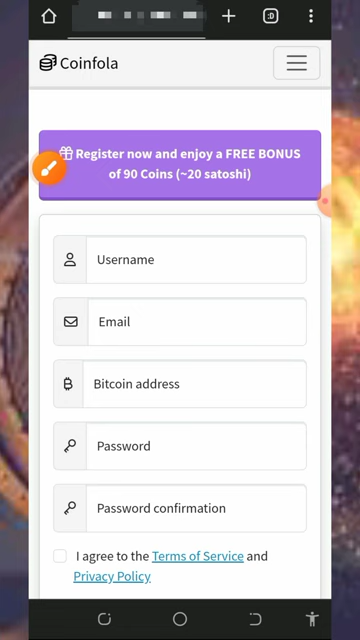 :D
Coinfola
Register now and enjoy a FREE BONUS
of 90 Coins (~20 satoshi)
Username
Email
Bitcoin address
Password
Password confirmation
I agree to the Terms of Service and
Privacy Policy